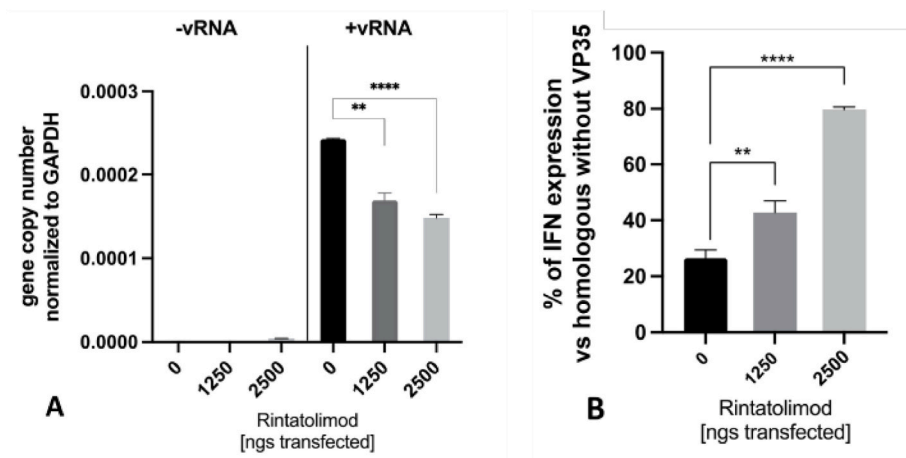 -vRNA +vRNA
gene copy number
normalized to GAPDH
0.0003
0.0002
0.0001
0.0000
****
**
0 1250 2500 0 1250 2500
A
Rintatolimod
[ngs transfected]
% of IFN expression
vs homologous without VP35
100
80
60
40
20
0
****
**
0 1250 2500
B
Rintatolimod
[ngs transfected]